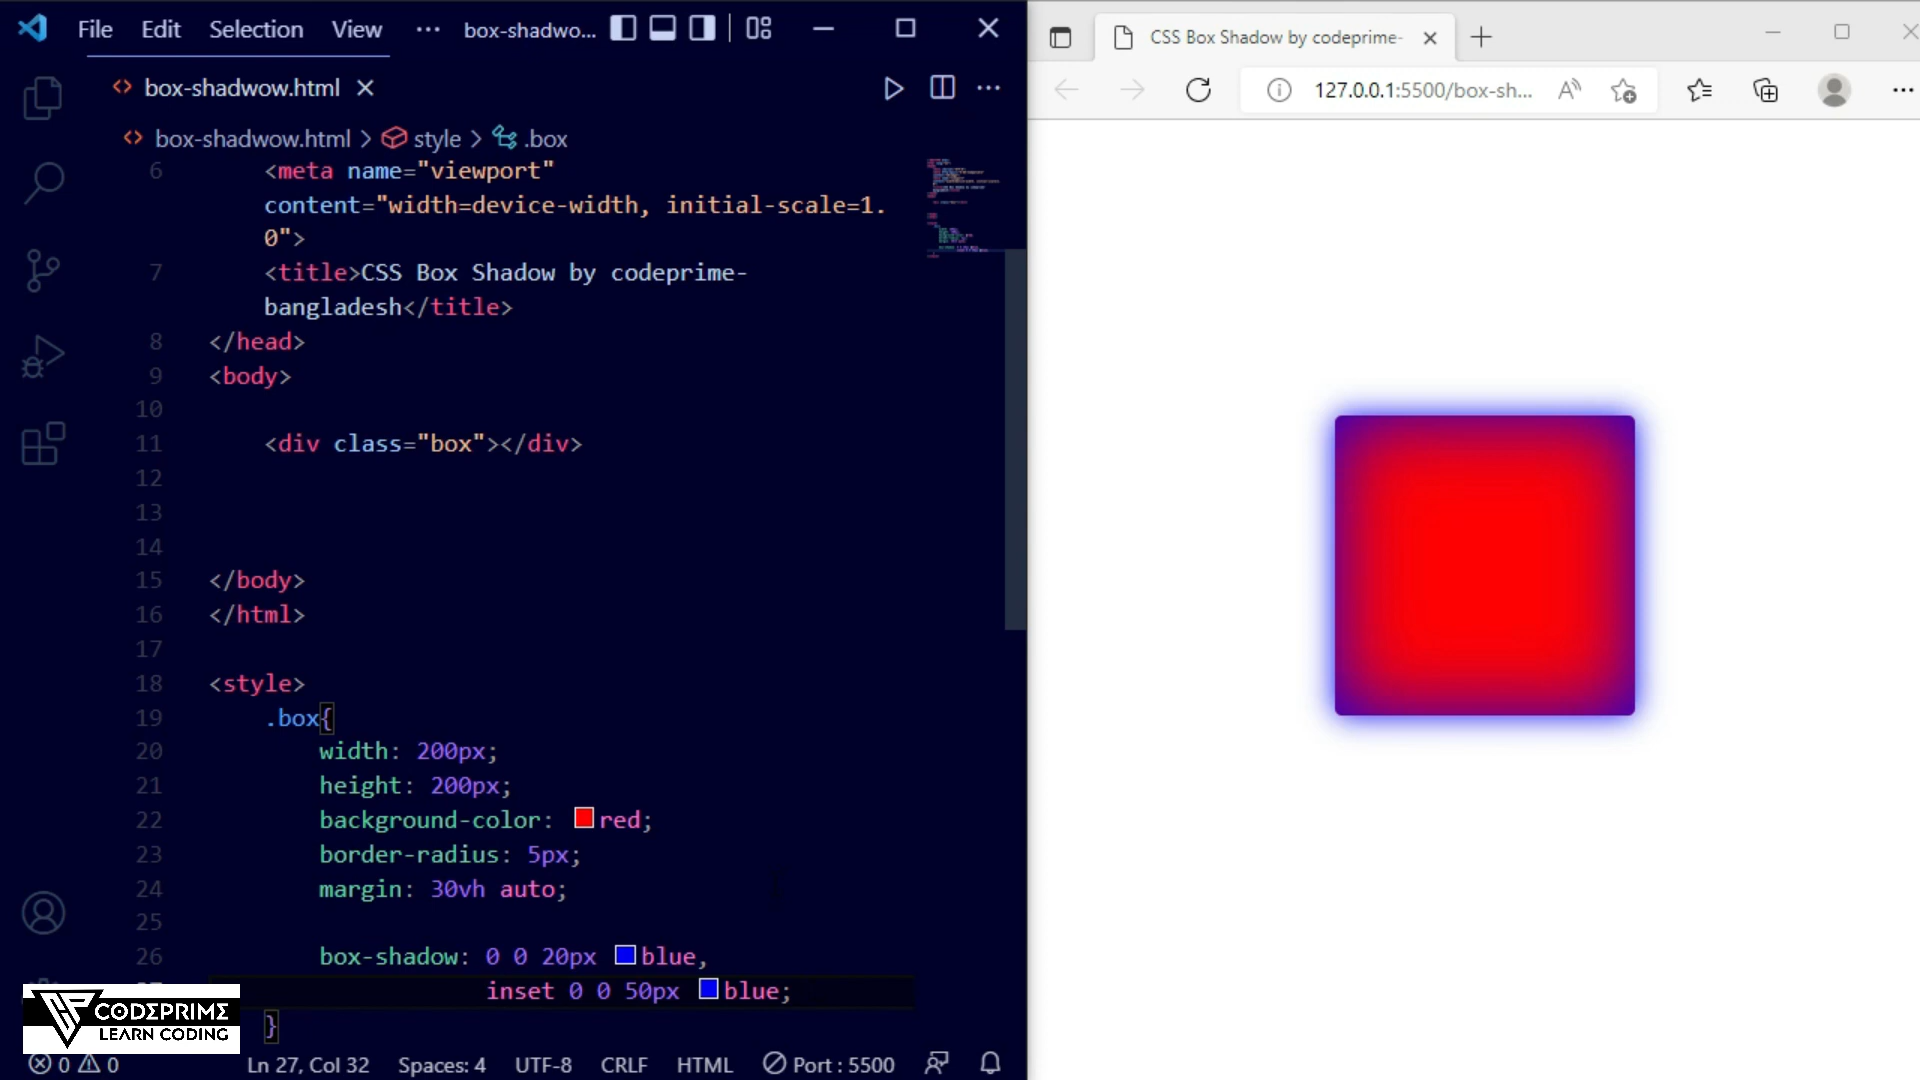 File Edit Selection View ··· box-shadwo...
box-shadwow.html
box-shadwow.html > style > .box
6 <meta name="viewport"
content="width=device-width, initial-scale=1.
0">
7 <title>CSS Box Shadow by codeprime-
bangladesh</title>
8 </head>
9 <body>
10
11 <div class="box"></div>
12
13
14
15 </body>
16 </html>
17
18 <style>
19 .box{
20 width: 200px;
21 height: 200px;
22 background-color: red;
23 border-radius: 5px;
24 margin: 30vh auto;
25
26 box-shadow: 0 0 20px blue,
inset 0 0 50px blue;
}
CODEPRIME
LEARN CODING
0 0 Ln 27, Col 32 Spaces: 4 UTF-8 CRLF HTML Port : 5500
CSS Box Shadow by codeprime-
127.0.0.1:5500/box-sh...